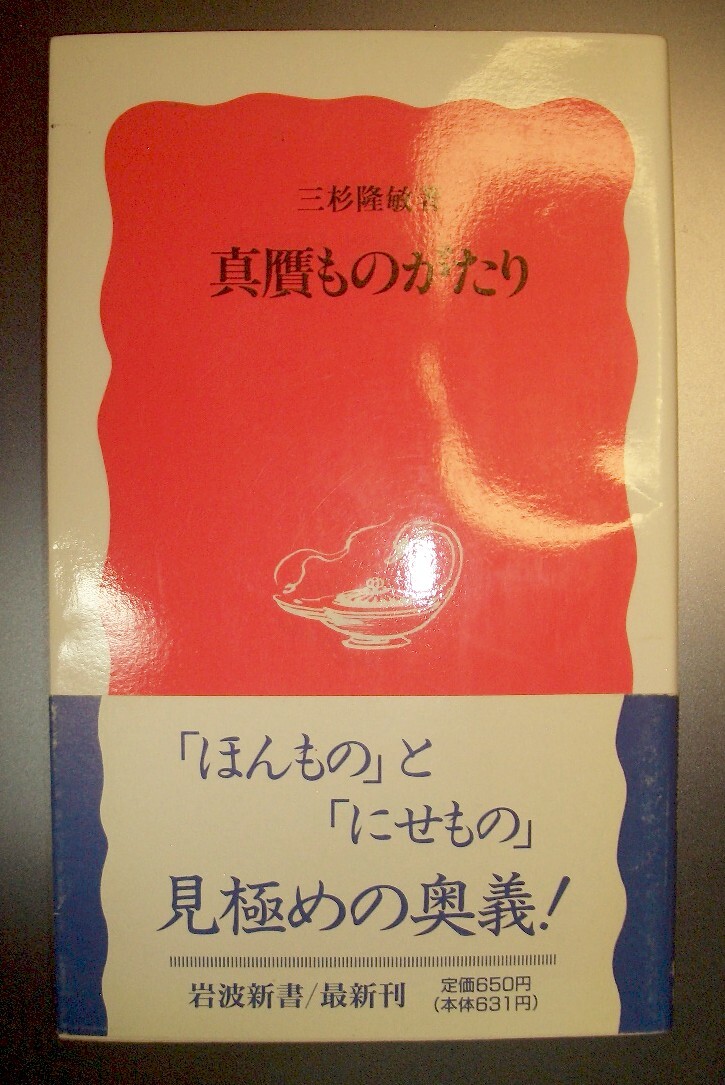 三杉隆敏著
真贋ものがたり
「ほんもの」と
「にせもの」
見極めの奥義!
岩波新書/最新刊
定価650円
(本体631円)